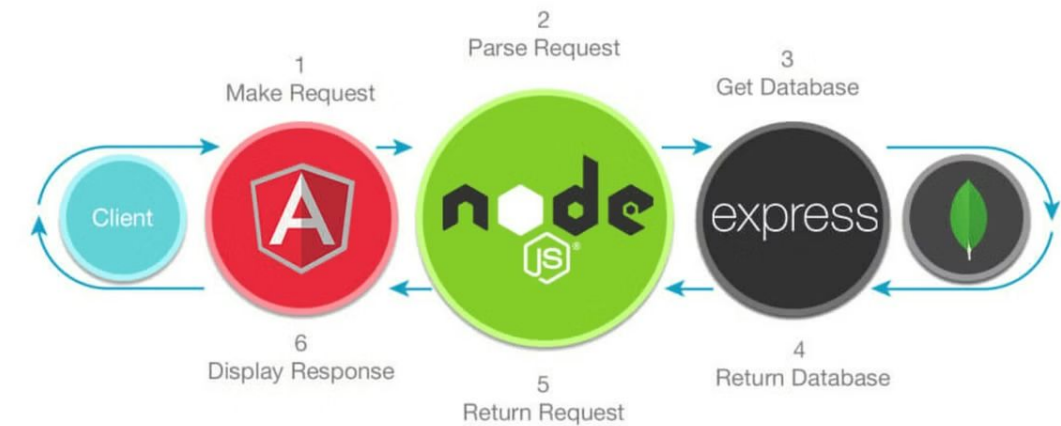 2
Parse Request
1
Make Request
3
Get Database
Client
A
node
JS®
express
6
Display Response
4
Return Database
5
Return Request